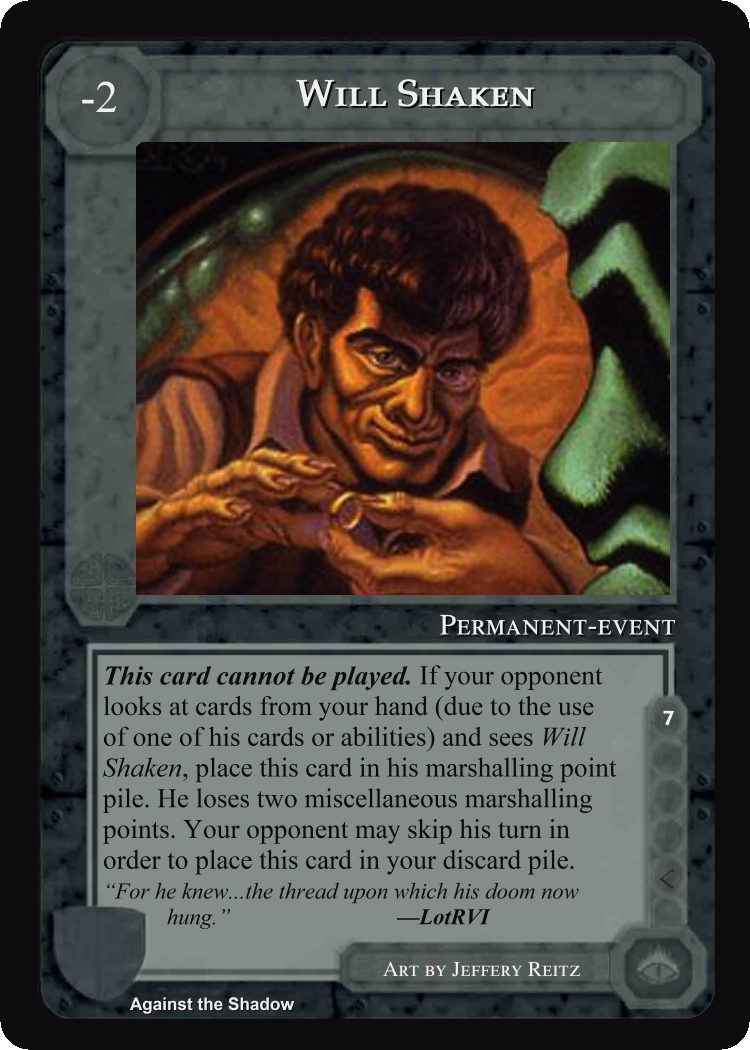 -2
WILL SHAKEN
PERMANENT-EVENT
This card cannot be played. If your opponent
looks at cards from your hand (due to the use
of one of his cards or abilities) and sees Will
Shaken, place this card in his marshalling point
pile. He loses two miscellaneous marshalling
points. Your opponent may skip his turn in
order to place this card in your discard pile.
“For he knew...the thread upon which his doom now
hung.” —LotRVI
7
ART BY JEFFERY REITZ
Against the Shadow